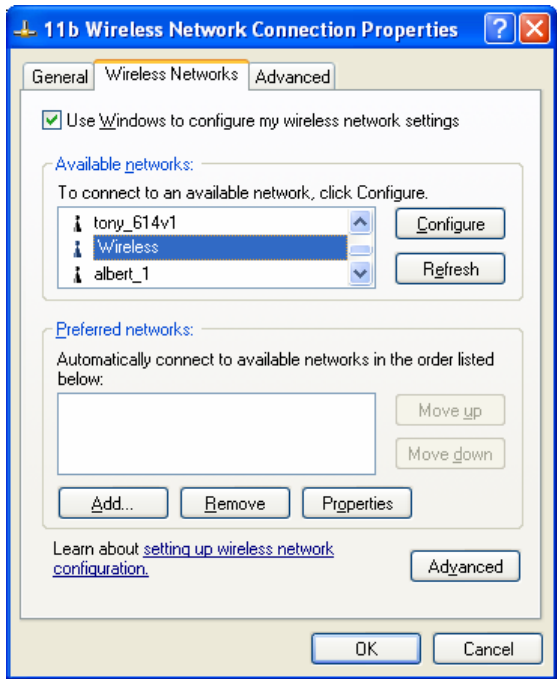 11b Wireless Network Connection Properties
General Wireless Networks Advanced
Use Windows to configure my wireless network settings
Available networks:
To connect to an available network, click Configure.
tony_614v1
Wireless
albert_1
Configure
Refresh
Preferred networks:
Automatically connect to available networks in the order listed
below:
Move up
Move down
Add... Remove Properties
Learn about setting up wireless network
configuration.
Advanced
OK Cancel